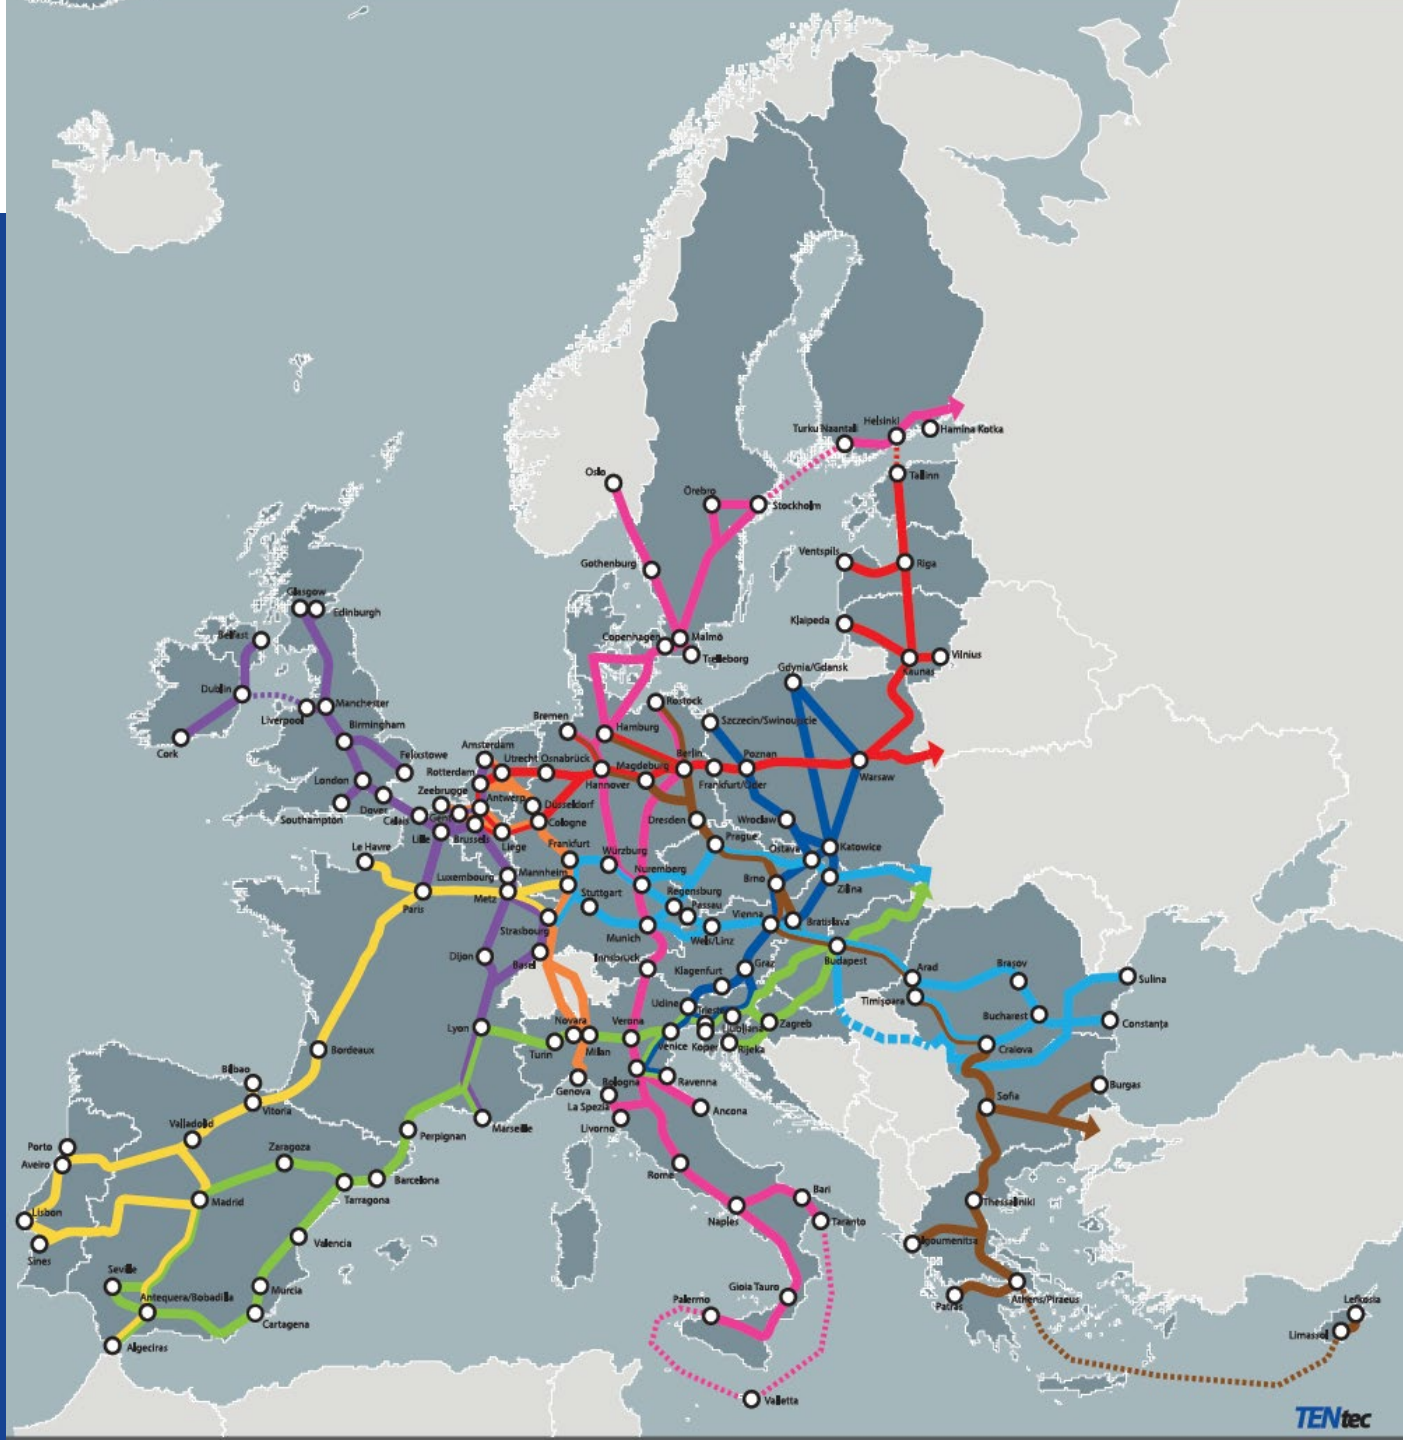 Turku Naantali
Helsinki
Hamina Kotka
Oslo
Örebro
Stockholm
Tallinn
Gothenburg
Ventspils
Riga
Glasgow
Edinburgh
Belfast
Klaipeda
Copenhagen
Malmö
Trelleborg
Kaunas
Vilnius
Gdynia/Gdansk
Dublin
Liverpool
Manchester
Cork
Birmingham
Rostock
Bremen
Hamburg
Szczecin/Swinoujscie
Felixstowe
Amsterdam
Utrecht
Osnabrück
Rotterdam
Hannover
Magdeburg
Berlin
Frankfurt/Oder
Poznan
Warsaw
London
Southampton
Dover
Calais
Zeebrugge
Gent
Antwerp
Düsseldorf
Cologne
Lille
Brussels
Liege
Dresden
Wroclaw
Le Havre
Frankfurt
Würzburg
Prague
Ostava
Katowice
Luxembourg
Mannheim
Nuremberg
Brno
Zilina
Paris
Metz
Stuttgart
Regensburg
Passau
Strasbourg
Munich
Wels/Linz
Vienna
Bratislava
Dijon
Basel
Innsbruck
Klagenfurt
Graz
Budapest
Arad
Brașov
Sulina
Timișoara
Bucharest
Constanța
Udine
Trieste
Ljubljana
Zagreb
Lyon
Novara
Verona
Turin
Milan
Venice
Koper
Rijeka
Craiova
Bordeaux
Bilbao
Vitoria
Genova
Bologna
Ravenna
La Spezia
Livorno
Ancona
Sofia
Burgas
Valladolid
Marseille
Perpignan
Porto
Aveiro
Zaragoza
Barcelona
Tarragona
Madrid
Rome
Bari
Naples
Taranto
Thessaliniki
Lisbon
Sines
Valencia
Igoumenitsa
Seville
Antequera/Bobadilla
Murcia
Cartagena
Algeciras
Gioia Tauro
Palermo
Patras
Athens/Piraeus
Lefkosia
Limassol
Valletta
TENtec